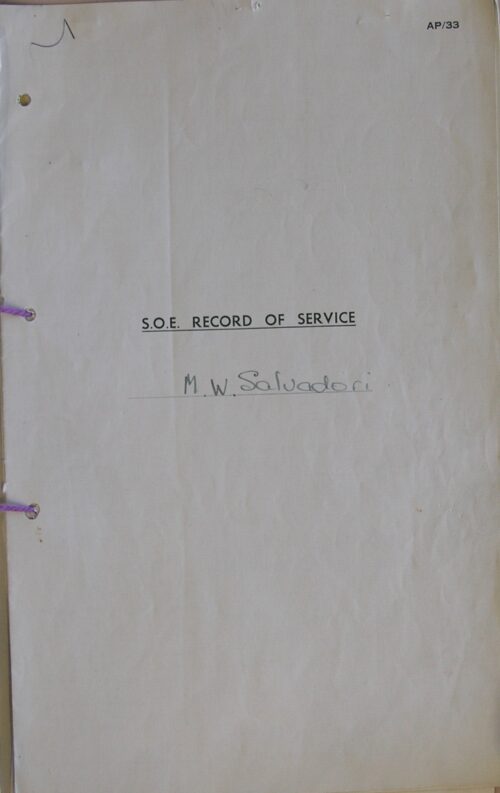 AP/33
S.O.E. RECORD OF SERVICE
M. W. Salvadori